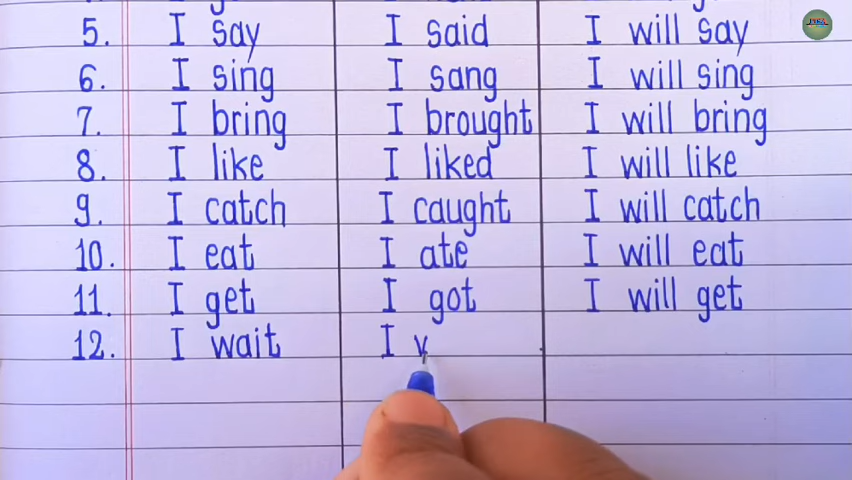 5. I say I said I will say
6. I sing I sang I will sing
7. I bring I brought I will bring
8. I like I liked I will like
9. I catch I caught I will catch
10. I eat I ate I will eat
11. I get I got I will get
12. I wait I